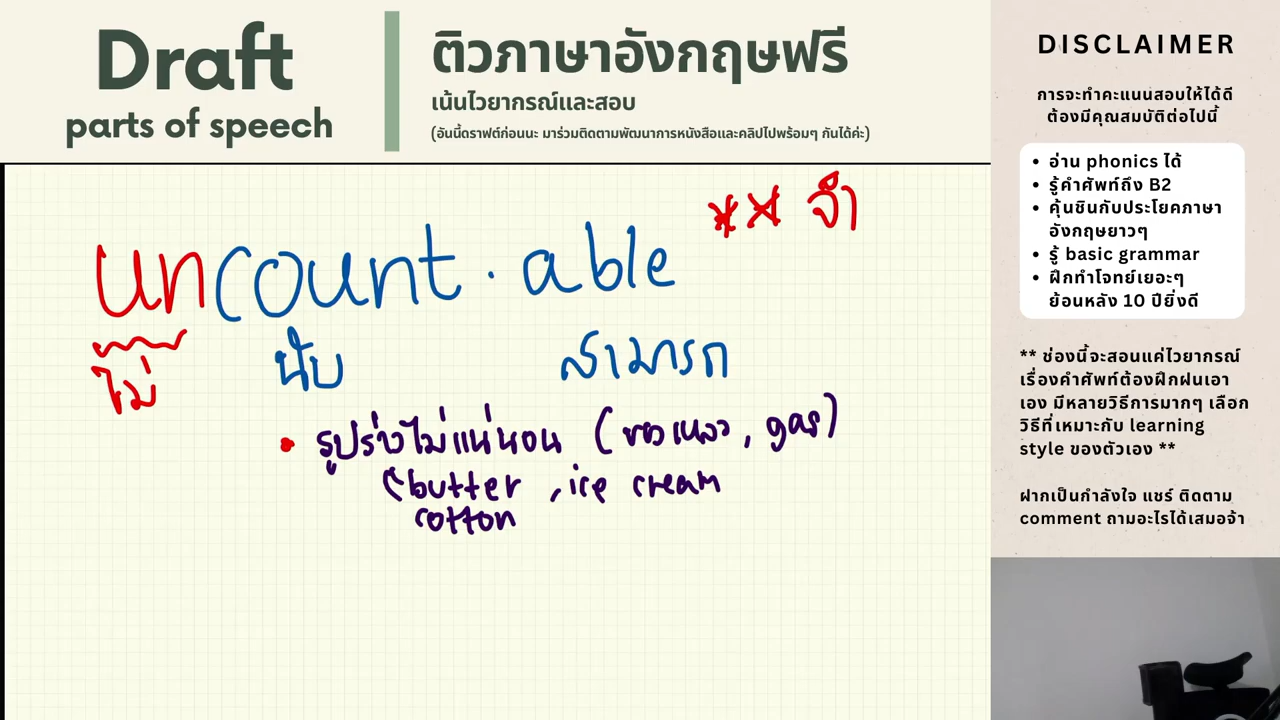 Draft
parts of speech
ติวภาษาอังกฤษฟรี
เน้นไวยากรณ์และสอบ
(อันนี้ดราฟต์ก่อนนะ มาร่วมติดตามพัฒนาการหนังสือและคลิปไปพร้อมๆ กันได้ค่ะ)
** จำ
uncount · able
ไม่ นับ สามารถ
• รูปร่างไม่แน่นอน (ของเหลว, gas)
butter, ice cream
cotton
DISCLAIMER
การจะทำคะแนนสอบให้ได้ดี
ต้องมีคุณสมบัติต่อไปนี้
• อ่าน phonics ได้
• รู้คำศัพท์ถึง B2
• คุ้นชินกับประโยคภาษา
อังกฤษยาวๆ
• รู้ basic grammar
• ฝึกทำโจทย์เยอะๆ
ย้อนหลัง 10 ปียิ่งดี
** ช่องนี้จะสอนแค่ไวยากรณ์
เรื่องคำศัพท์ต้องฝึกฝนเอา
เอง มีหลายวิธีการมากๆ เลือก
วิธีที่เหมาะกับ learning
style ของตัวเอง **
ฝากเป็นกำลังใจ แชร์ ติดตาม
comment ถามอะไรได้เสมอจ้า